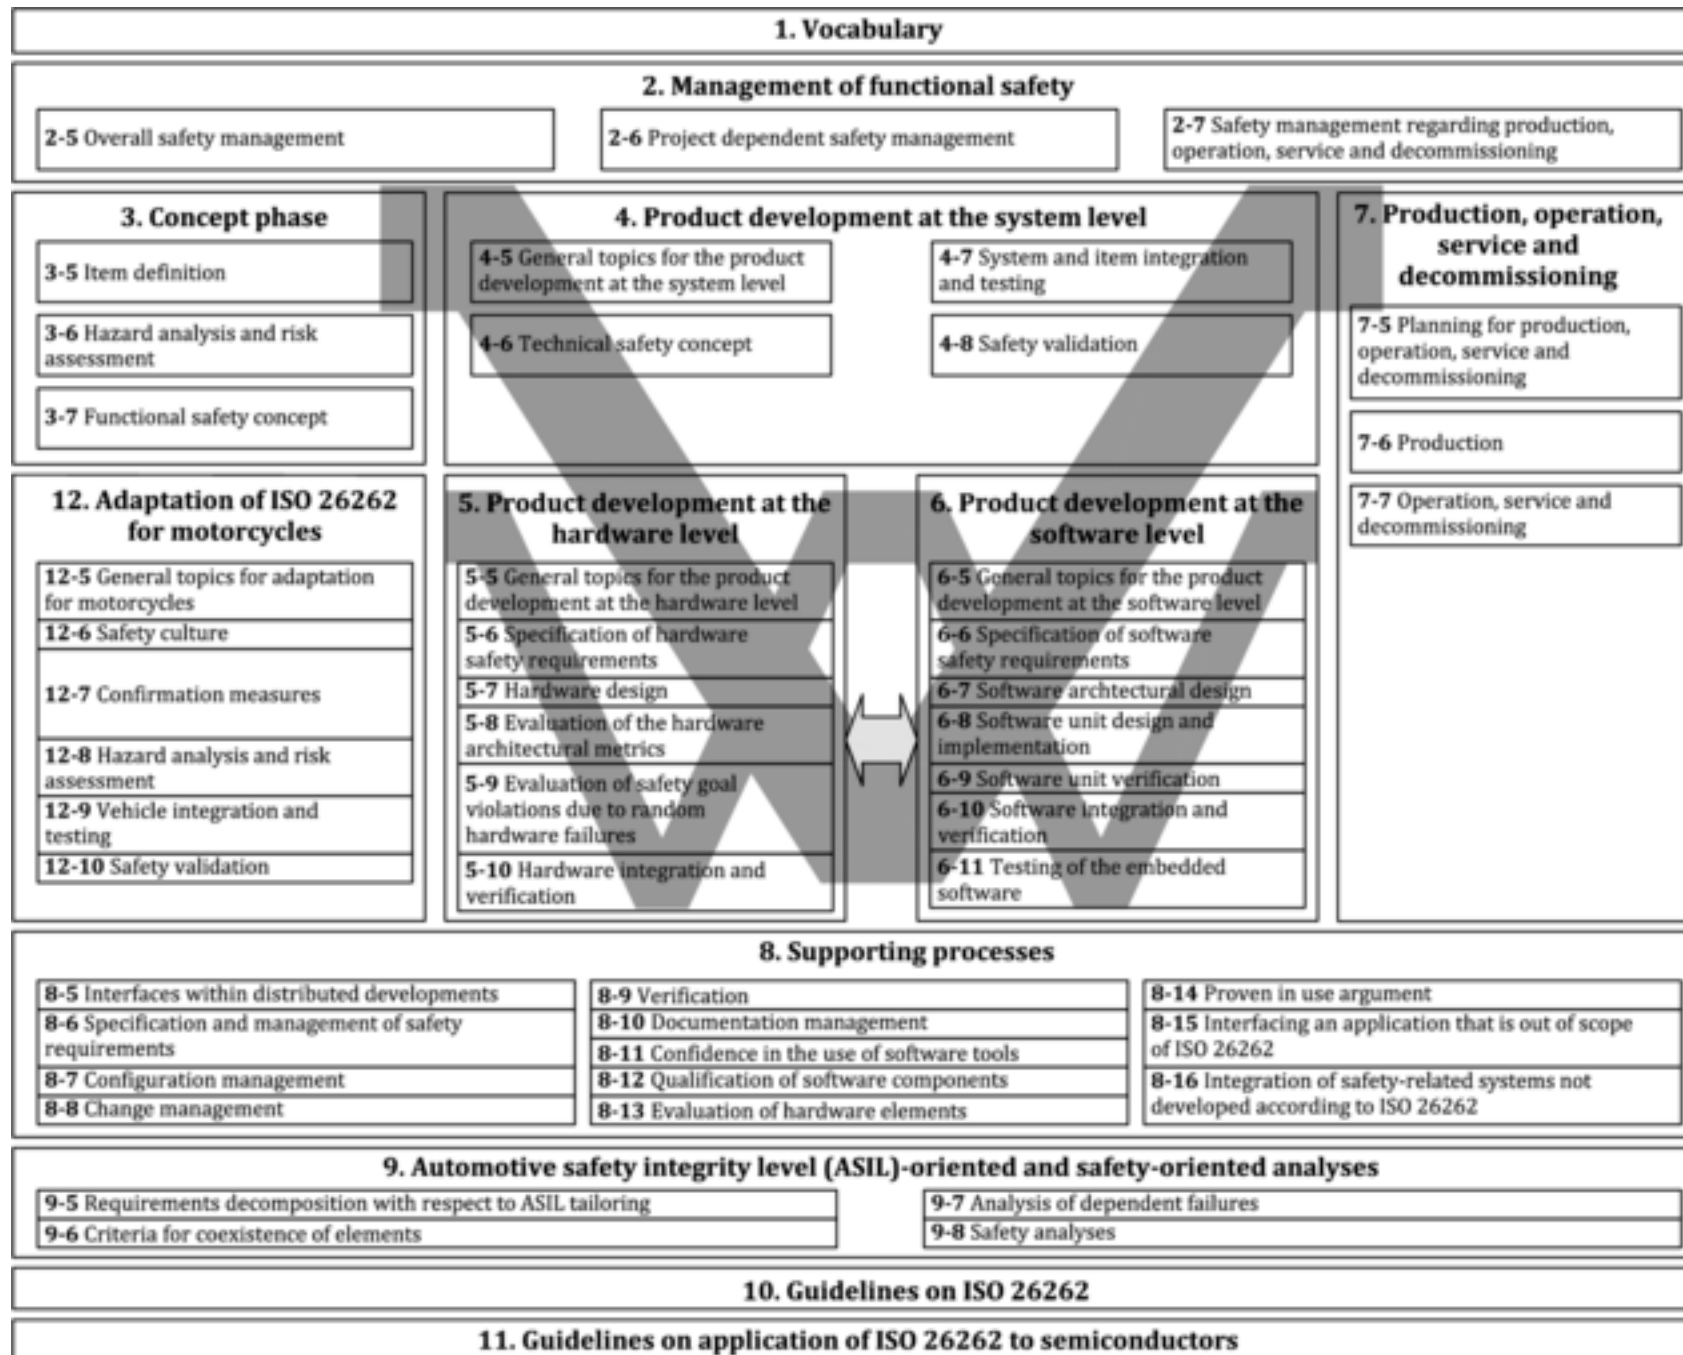 1. Vocabulary
2. Management of functional safety
2-5 Overall safety management
2-6 Project dependent safety management
2-7 Safety management regarding production,
operation, service and decommissioning
3. Concept phase
3-5 Item definition
3-6 Hazard analysis and risk
assessment
3-7 Functional safety concept
4. Product development at the system level
4-5 General topics for the product
development at the system level
4-6 Technical safety concept
4-7 System and item integration
and testing
4-8 Safety validation
7. Production, operation,
service and
decommissioning
7-5 Planning for production,
operation, service and
decommissioning
7-6 Production
7-7 Operation, service and
decommissioning
12. Adaptation of ISO 26262
for motorcycles
12-5 General topics for adaptation
for motorcycles
12-6 Safety culture
12-7 Confirmation measures
12-8 Hazard analysis and risk
assessment
12-9 Vehicle integration and
testing
12-10 Safety validation
5. Product development at the
hardware level
5-5 General topics for the product
development at the hardware level
5-6 Specification of hardware
safety requirements
5-7 Hardware design
5-8 Evaluation of the hardware
architectural metrics
5-9 Evaluation of safety goal
violations due to random
hardware failures
5-10 Hardware integration and
verification
6. Product development at the
software level
6-5 General topics for the product
development at the software level
6-6 Specification of software
safety requirements
6-7 Software archtectural design
6-8 Software unit design and
implementation
6-9 Software unit verification
6-10 Software integration and
verification
6-11 Testing of the embedded
software
8. Supporting processes
8-5 Interfaces within distributed developments
8-6 Specification and management of safety
requirements
8-7 Configuration management
8-8 Change management
8-9 Verification
8-10 Documentation management
8-11 Confidence in the use of software tools
8-12 Qualification of software components
8-13 Evaluation of hardware elements
8-14 Proven in use argument
8-15 Interfacing an application that is out of scope
of ISO 26262
8-16 Integration of safety-related systems not
developed according to ISO 26262
9. Automotive safety integrity level (ASIL)-oriented and safety-oriented analyses
9-5 Requirements decomposition with respect to ASIL tailoring
9-6 Criteria for coexistence of elements
9-7 Analysis of dependent failures
9-8 Safety analyses
10. Guidelines on ISO 26262
11. Guidelines on application of ISO 26262 to semiconductors